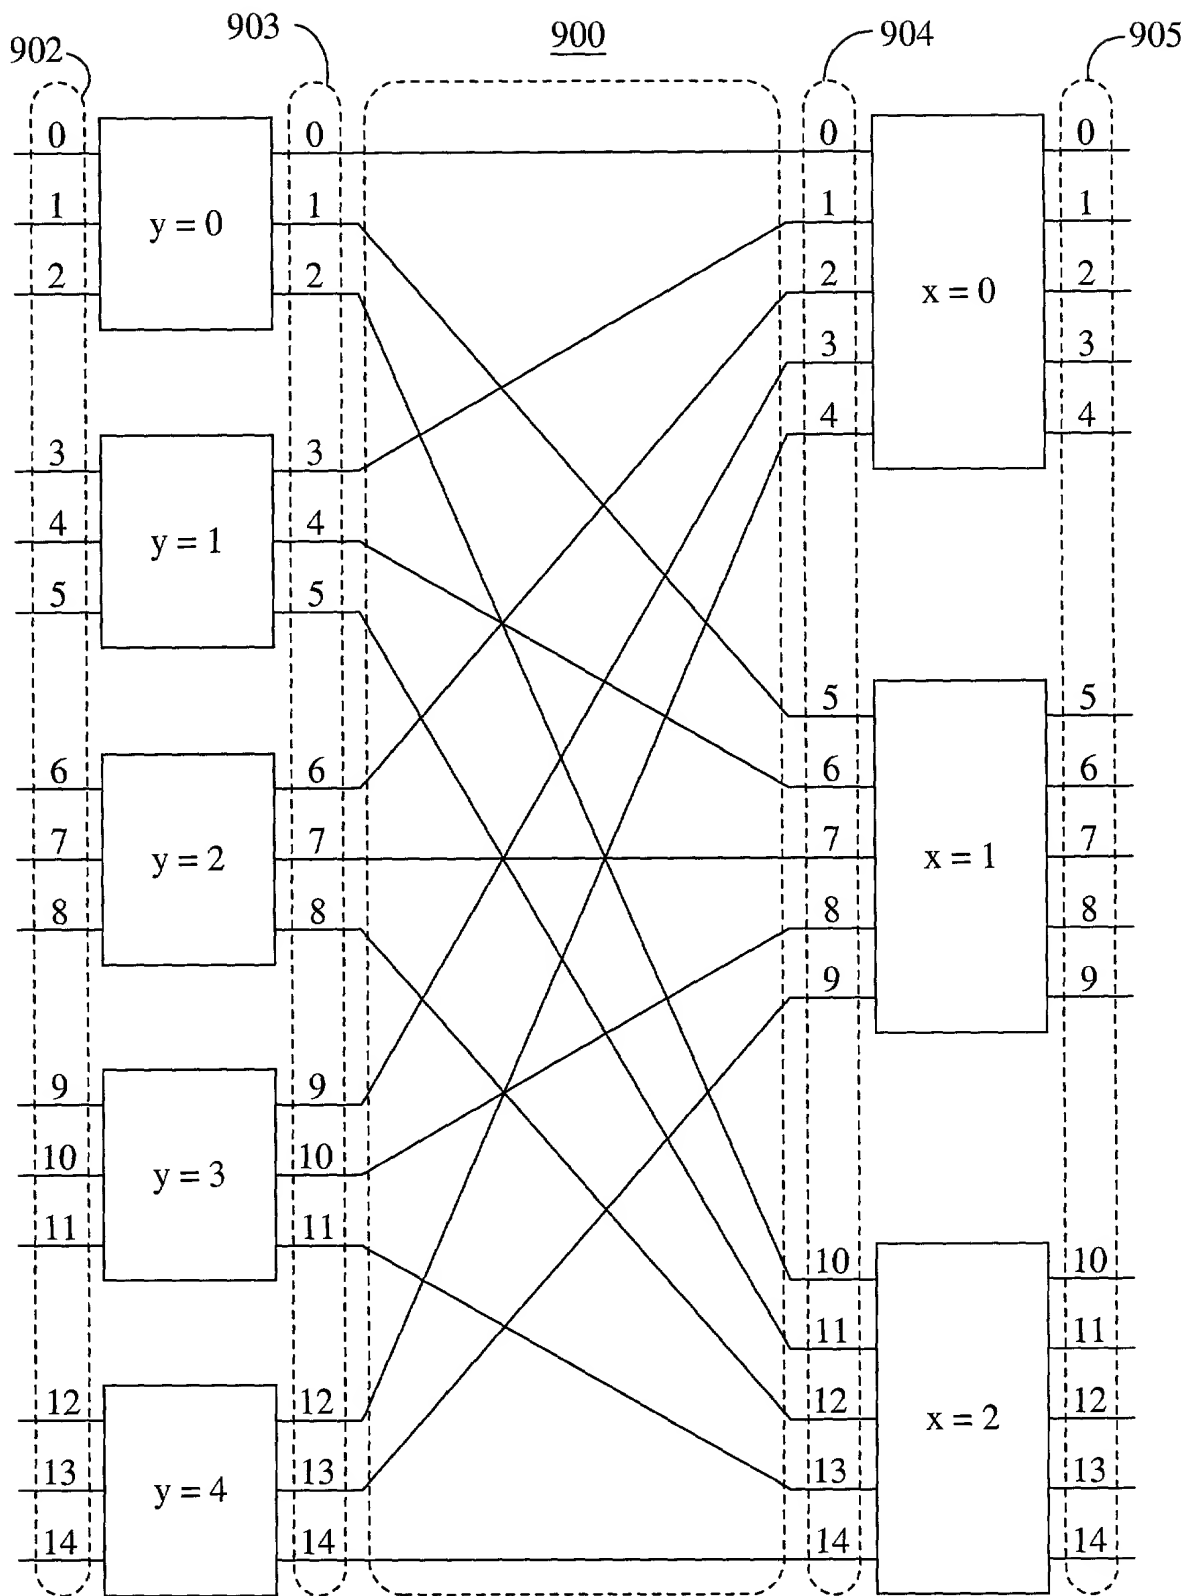 900
902
903
904
905
0 0 0 0
1 1 1 1
y = 0
2 2 2 2
x = 0
3 3
4 4
3 3
4 4
y = 1
5 5
5 5
6 6
6 6
7 7 7 7
y = 2
x = 1
8 8 8 8
9 9
9 9
10 10
y = 3
11 11
10 10
11 11
12 12 12 12
x = 2
13 13 13 13
y = 4
14 14 14 14